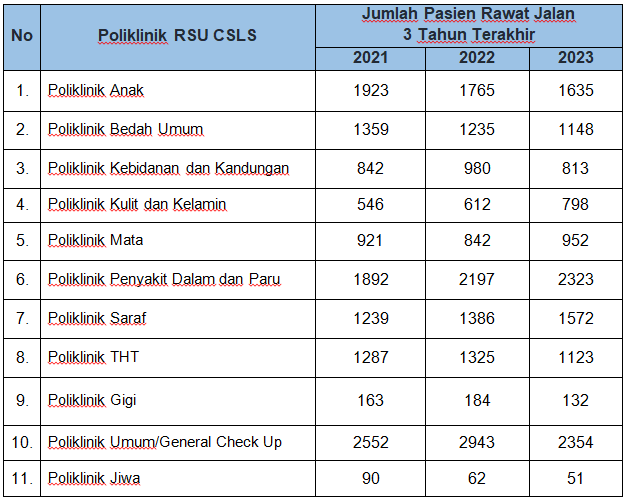 No Poliklinik RSU CSLS Jumlah Pasien Rawat Jalan
3 Tahun Terakhir
2021 2022 2023
1. Poliklinik Anak 1923 1765 1635
2. Poliklinik Bedah Umum 1359 1235 1148
3. Poliklinik Kebidanan dan Kandungan 842 980 813
4. Poliklinik Kulit dan Kelamin 546 612 798
5. Poliklinik Mata 921 842 952
6. Poliklinik Penyakit Dalam dan Paru 1892 2197 2323
7. Poliklinik Saraf 1239 1386 1572
8. Poliklinik THT 1287 1325 1123
9. Poliklinik Gigi 163 184 132
10. Poliklinik Umum/General Check Up 2552 2943 2354
11. Poliklinik Jiwa 90 62 51